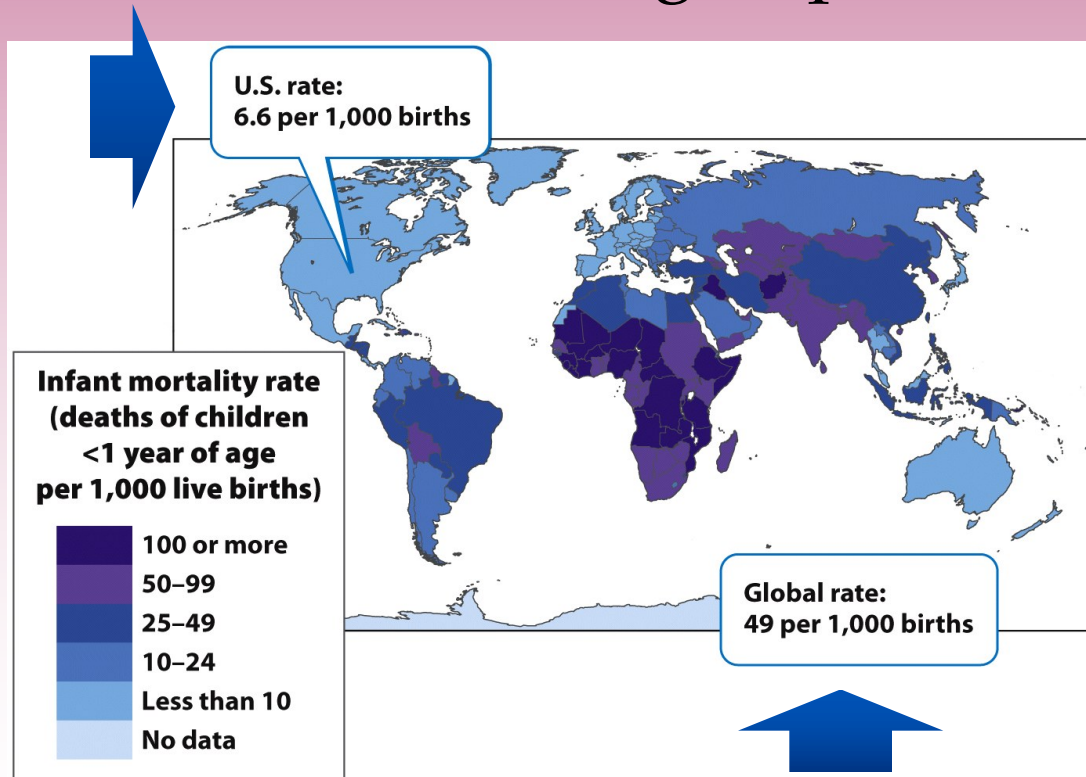 U.S. rate:
6.6 per 1,000 births
Infant mortality rate
(deaths of children
<1 year of age
per 1,000 live births)
100 or more
50–99
25–49
10–24
Less than 10
No data
Global rate:
49 per 1,000 births